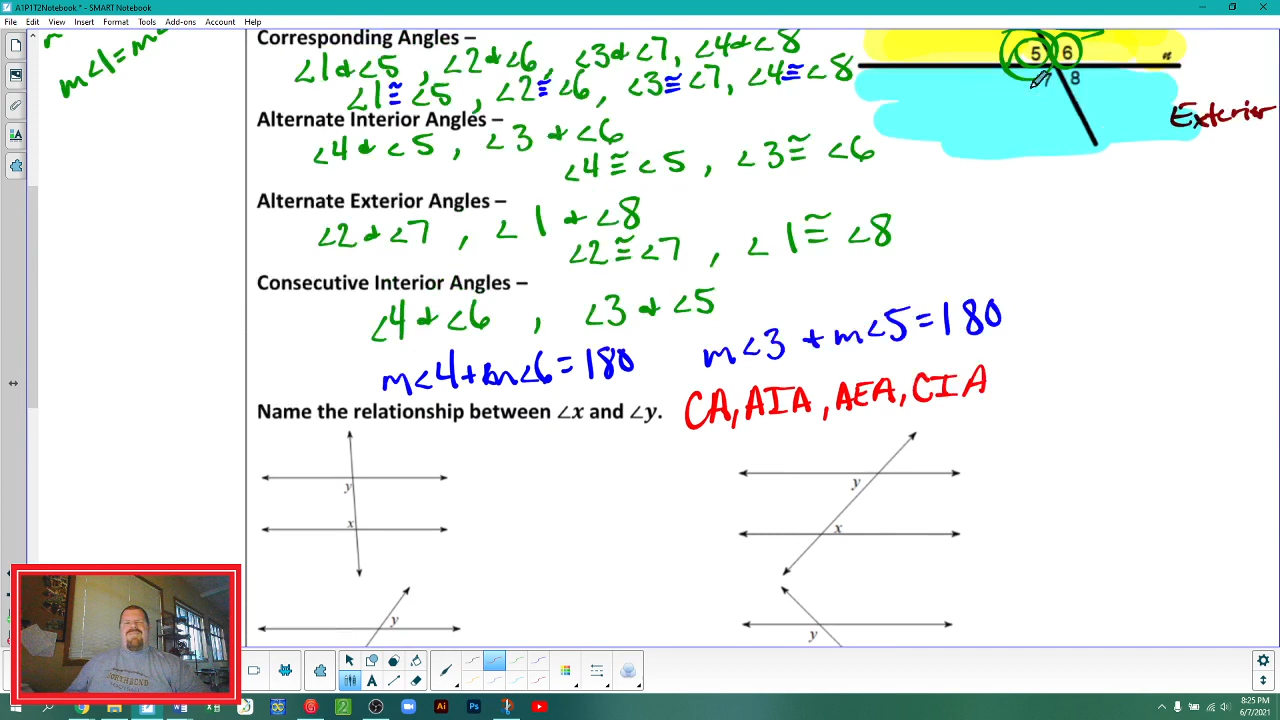 A1P1T2Notebook.* - SMART Notebook
File Edit View Insert Format Tools Add-ons Account Help
m∠1=m∠
Corresponding Angles –
∠1&∠5 , ∠2&∠6, ∠3&∠7, ∠4&∠8
∠1≅∠5 , ∠2≅∠6, ∠3≅∠7, ∠4≅∠8
5 6 n
7 8
Exterior
Alternate Interior Angles –
∠4 & ∠5 , ∠3 & ∠6
∠4≅∠5 , ∠3≅∠6
Alternate Exterior Angles –
∠2&∠7 , ∠1 & ∠8
∠2≅∠7 , ∠1≅∠8
Consecutive Interior Angles –
∠4 & ∠6 , ∠3 & ∠5
m∠4+m∠6=180 m∠3 + m∠5=180
Name the relationship between ∠x and ∠y. CA, AIA, AEA, CIA
y y
x x
y y
8:25 PM
6/7/2021